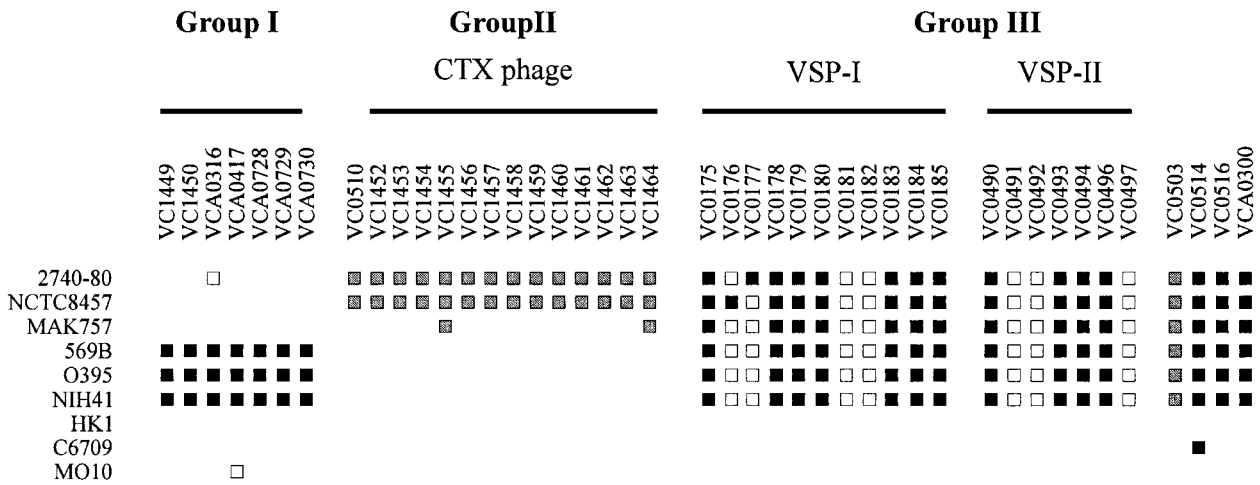 Group I GroupII Group III
CTX phage VSP-I VSP-II
VC1449 VC1450 VCA0316 VCA0417 VCA0728 VCA0729 VCA0730 VC0510 VC1452 VC1453 VC1454 VC1455 VC1456 VC1457 VC1458 VC1459 VC1460 VC1461 VC1462 VC1463 VC1464 VC0175 VC0176 VC0177 VC0178 VC0179 VC0180 VC0181 VC0182 VC0183 VC0184 VC0185 VC0490 VC0491 VC0492 VC0493 VC0494 VC0496 VC0497 VC0503 VC0514 VC0516 VCA0300
2740-80
NCTC8457
MAK757
569B
O395
NIH41
HK1
C6709
MO10